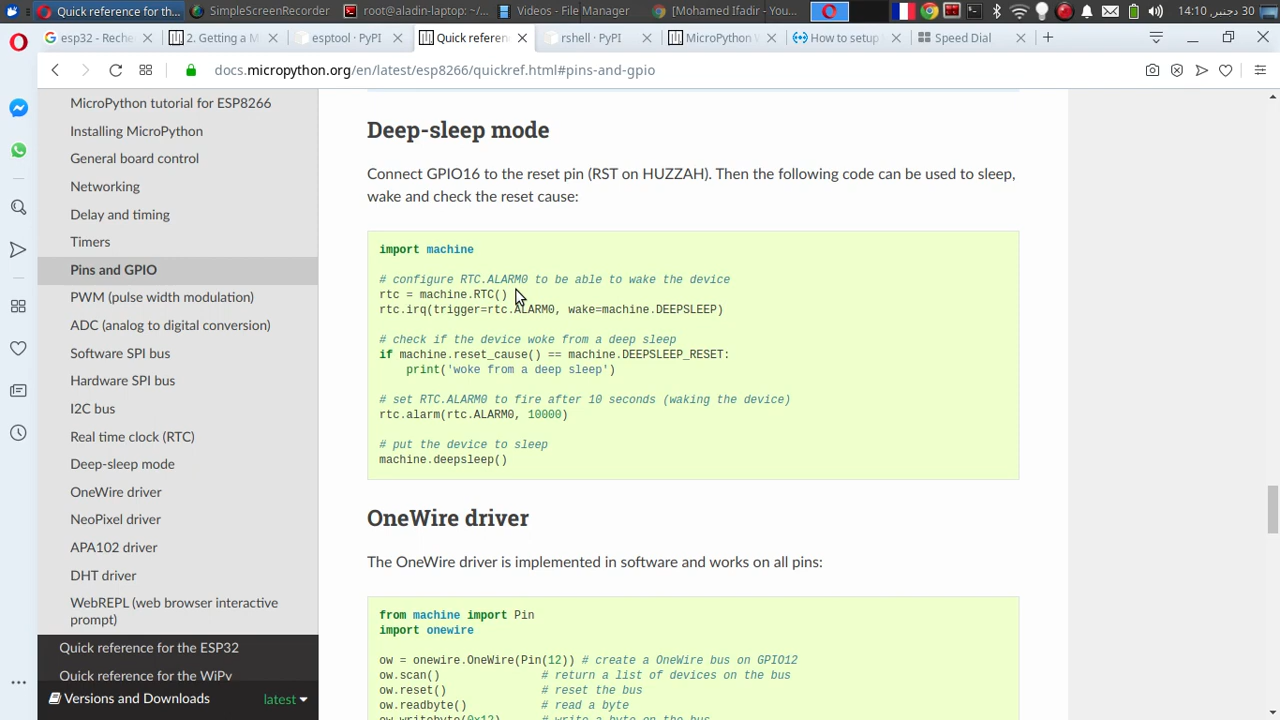 Quick reference for th
SimpleScreenRecorder
root@aladin-laptop: ~/...
Videos - File Manager
[Mohamed Ifadir - You...
14:10 ,30 دجنبر
esp32 - Reche
2. Getting a M
esptool · PyPI
Quick referen
rshell · PyPI
MicroPython W
How to setup
Speed Dial
docs.micropython.org/en/latest/esp8266/quickref.html#pins-and-gpio
MicroPython tutorial for ESP8266
Installing MicroPython
General board control
Networking
Delay and timing
Timers
Pins and GPIO
PWM (pulse width modulation)
ADC (analog to digital conversion)
Software SPI bus
Hardware SPI bus
I2C bus
Real time clock (RTC)
Deep-sleep mode
OneWire driver
NeoPixel driver
APA102 driver
DHT driver
WebREPL (web browser interactive
prompt)
Quick reference for the ESP32
Quick reference for the WiPy
Versions and Downloads
latest
Deep-sleep mode
Connect GPIO16 to the reset pin (RST on HUZZAH). Then the following code can be used to sleep,
wake and check the reset cause:
import machine
# configure RTC.ALARM0 to be able to wake the device
rtc = machine.RTC()
rtc.irq(trigger=rtc.ALARM0, wake=machine.DEEPSLEEP)
# check if the device woke from a deep sleep
if machine.reset_cause() == machine.DEEPSLEEP_RESET:
print('woke from a deep sleep')
# set RTC.ALARM0 to fire after 10 seconds (waking the device)
rtc.alarm(rtc.ALARM0, 10000)
# put the device to sleep
machine.deepsleep()
OneWire driver
The OneWire driver is implemented in software and works on all pins:
from machine import Pin
import onewire
ow = onewire.OneWire(Pin(12)) # create a OneWire bus on GPIO12
ow.scan() # return a list of devices on the bus
ow.reset() # reset the bus
ow.readbyte() # read a byte
ow.writebyte(0x12) # write a byte on the bus